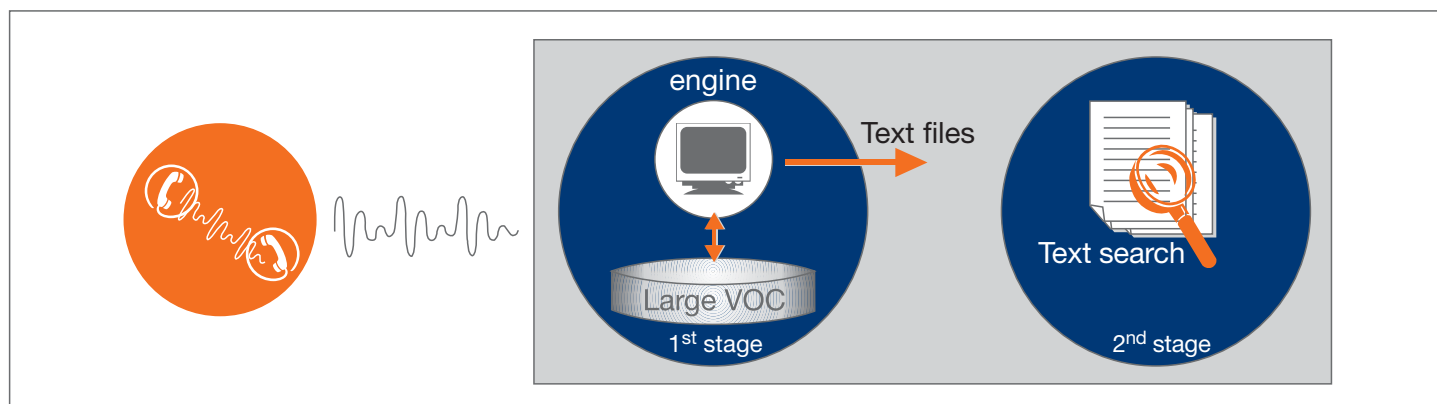 engine
Text files
Large VOC
1st stage
Text search
2nd stage